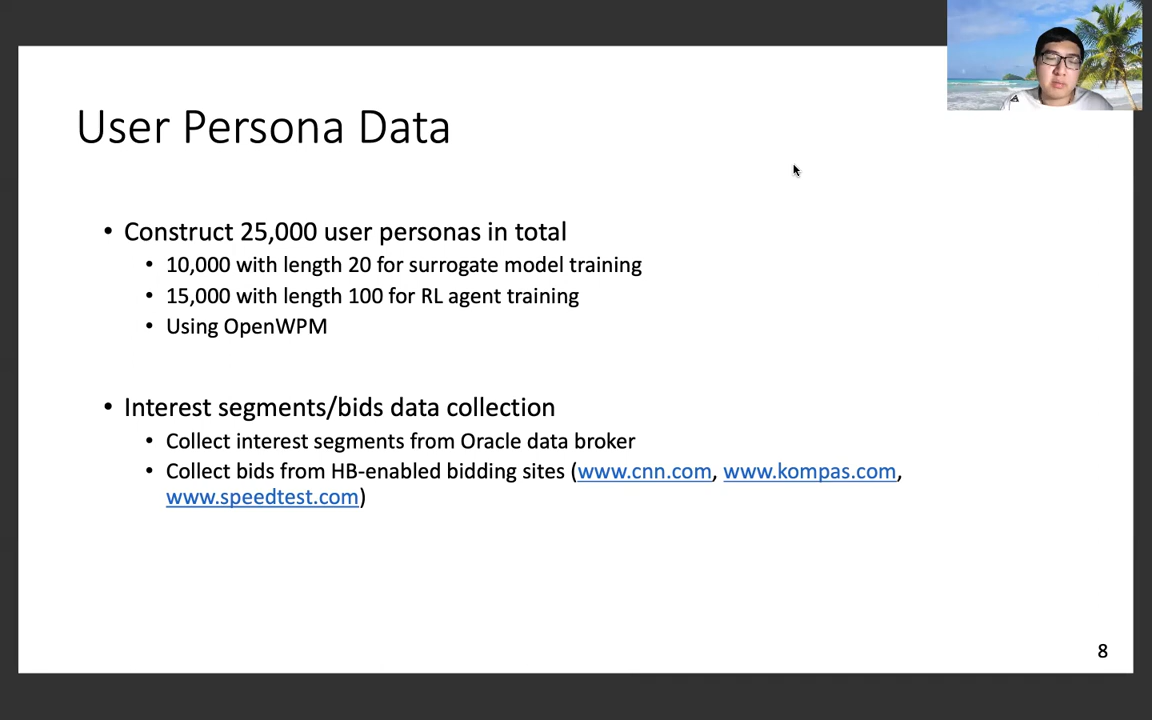 User Persona Data
• Construct 25,000 user personas in total
• 10,000 with length 20 for surrogate model training
• 15,000 with length 100 for RL agent training
• Using OpenWPM
• Interest segments/bids data collection
• Collect interest segments from Oracle data broker
• Collect bids from HB-enabled bidding sites (www.cnn.com, www.kompas.com,
www.speedtest.com)
8